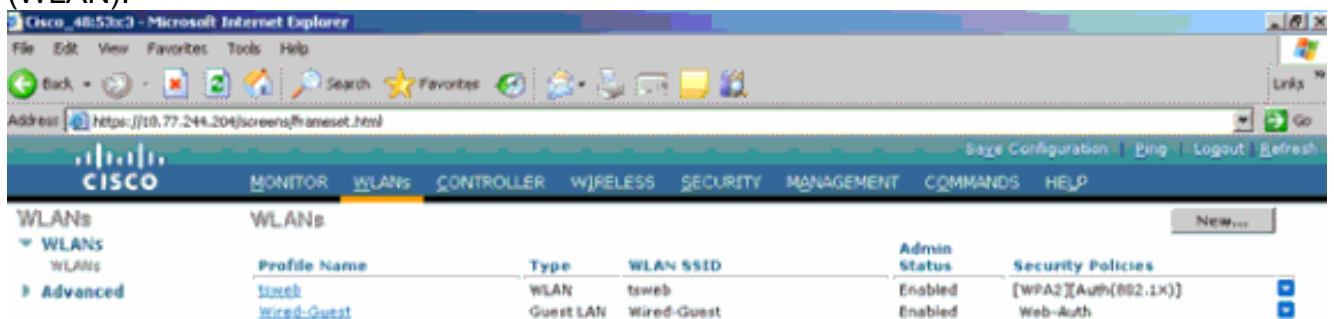 (WLAN).
Cisco_48:53:c3 - Microsoft Internet Explorer
File Edit View Favorites Tools Help
Back Search Favorites Links »
Address https://10.77.244.204/screens/frameset.html Go
Save Configuration | Ping | Logout | Refresh
CISCO MONITOR WLANs CONTROLLER WIRELESS SECURITY MANAGEMENT COMMANDS HELP
WLANs WLANs New...
WLANs
WLANs
Advanced
Profile Name Type WLAN SSID Admin Status Security Policies
tsweb WLAN tsweb Enabled [WPA2][Auth(802.1X)]
Wired-Guest Guest LAN Wired-Guest Enabled Web-Auth